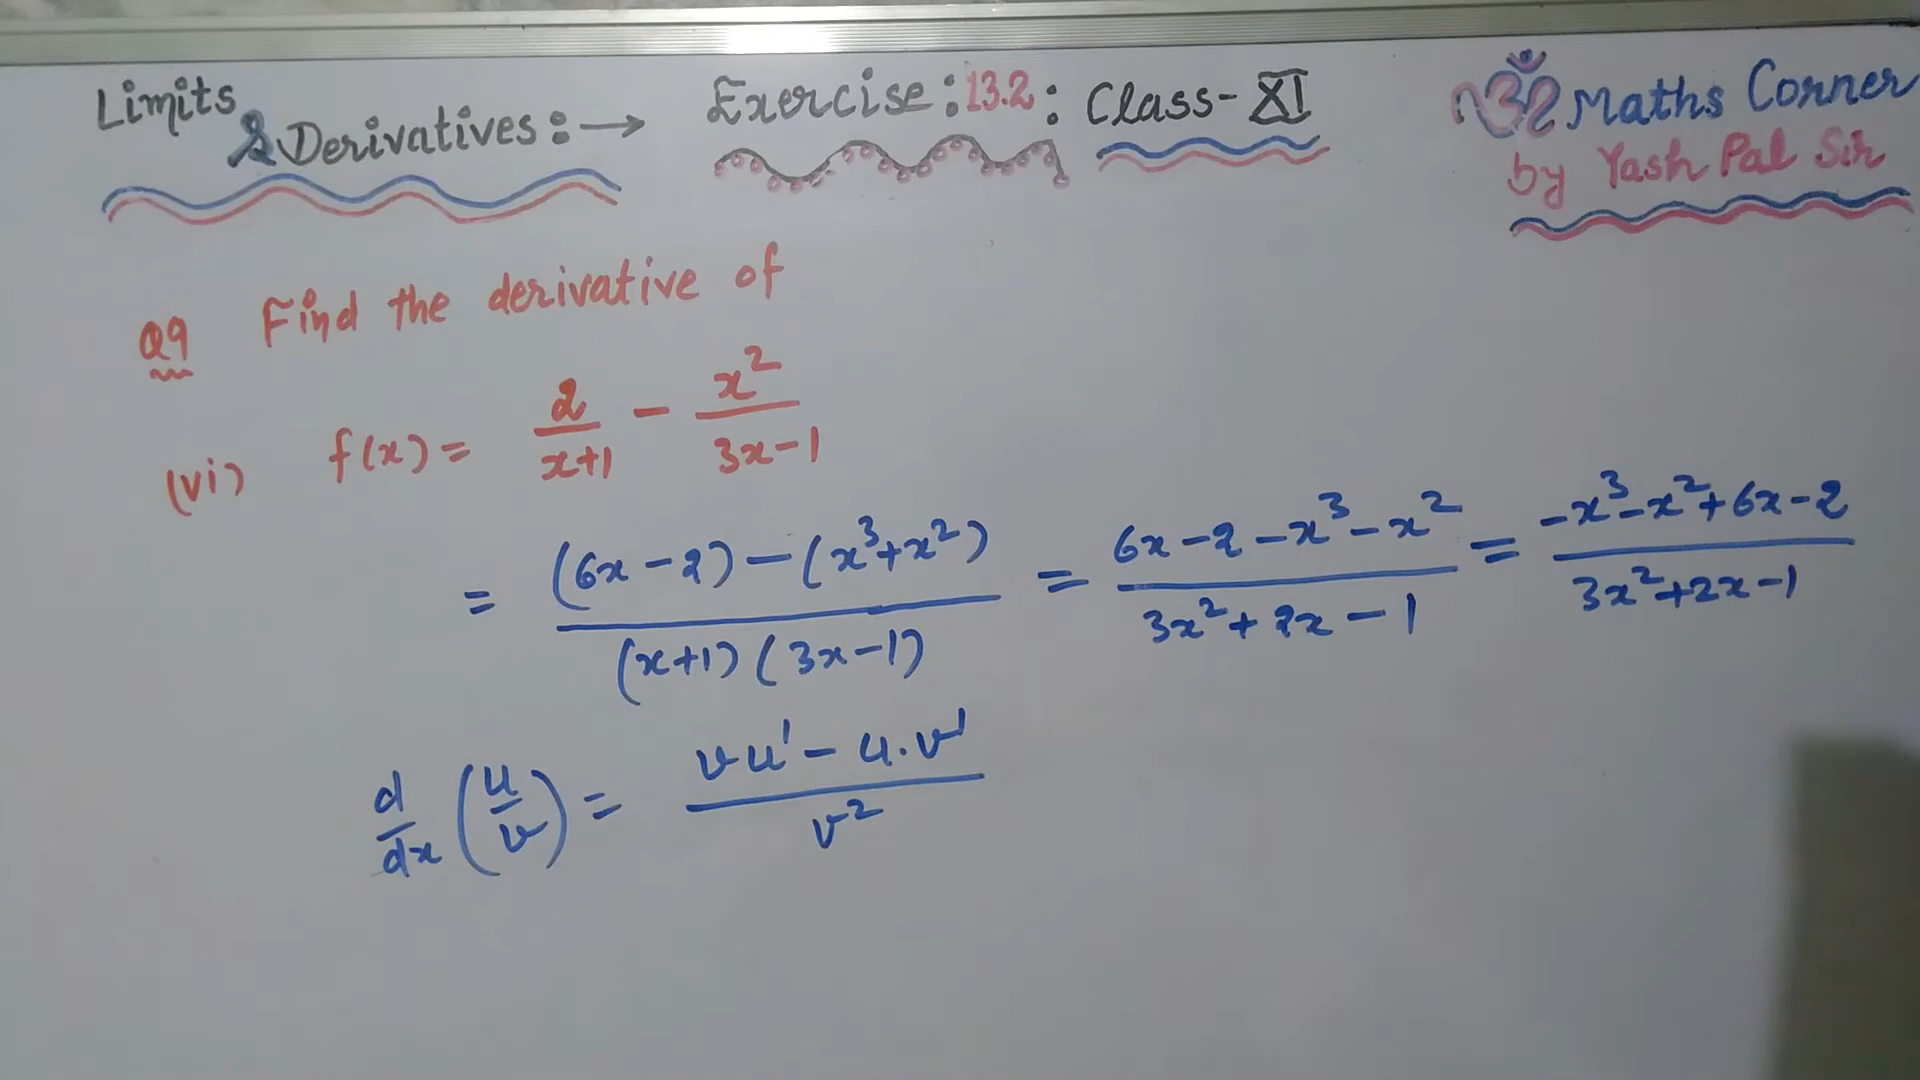 Limits & Derivatives :→ Exercise : 13.2 : Class - XI ॐ Maths Corner
by Yash Pal Sir
Q9 Find the derivative of
(vi) f(x) = 2/(x+1) - x²/(3x-1)
= ((6x-2)-(x³+x²))/((x+1)(3x-1)) = (6x-2-x³-x²)/(3x²+2x-1) = (-x³-x²+6x-2)/(3x²+2x-1)
d/dx (u/v) = (vu' - u.v')/v²